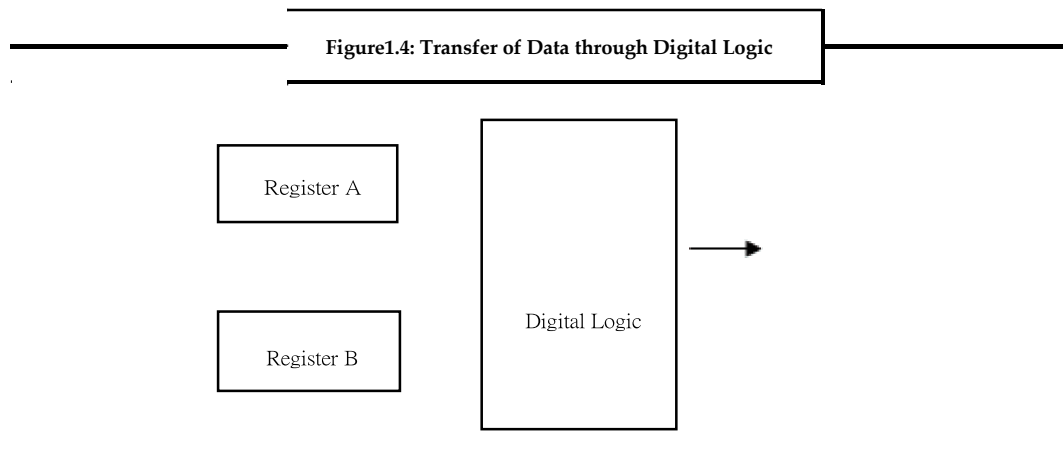 Figure1.4: Transfer of Data through Digital Logic
Register A
Digital Logic
Register B